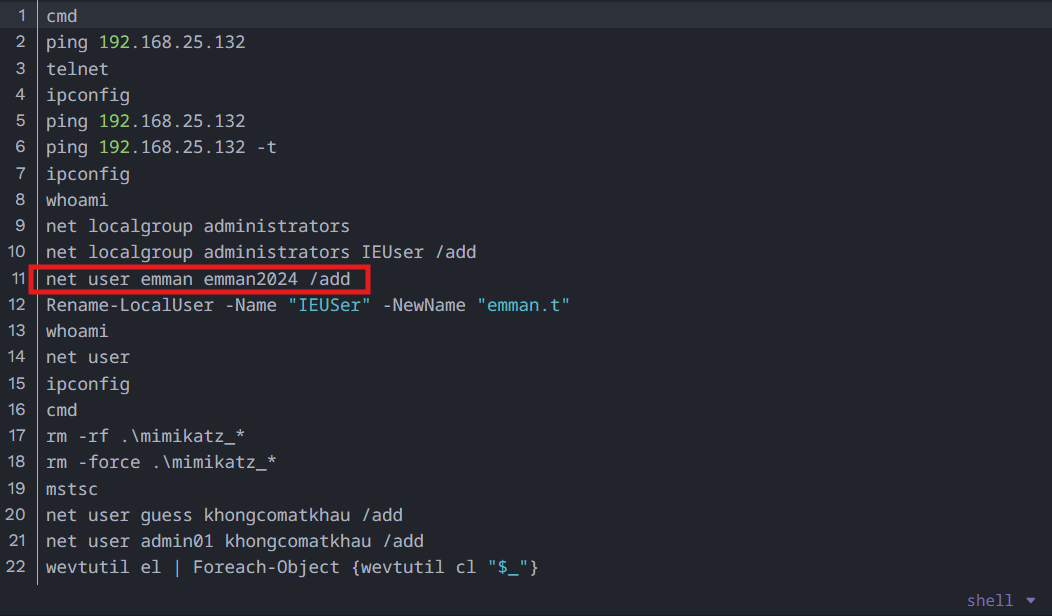 1 cmd
2 ping 192.168.25.132
3 telnet
4 ipconfig
5 ping 192.168.25.132
6 ping 192.168.25.132 -t
7 ipconfig
8 whoami
9 net localgroup administrators
10 net localgroup administrators IEUser /add
11 net user emman emman2024 /add
12 Rename-LocalUser -Name "IEUSer" -NewName "emman.t"
13 whoami
14 net user
15 ipconfig
16 cmd
17 rm -rf .\mimikatz_*
18 rm -force .\mimikatz_*
19 mstsc
20 net user guess khongcomatkhau /add
21 net user admin01 khongcomatkhau /add
22 wevtutil el | Foreach-Object {wevtutil cl "$_"}
shell